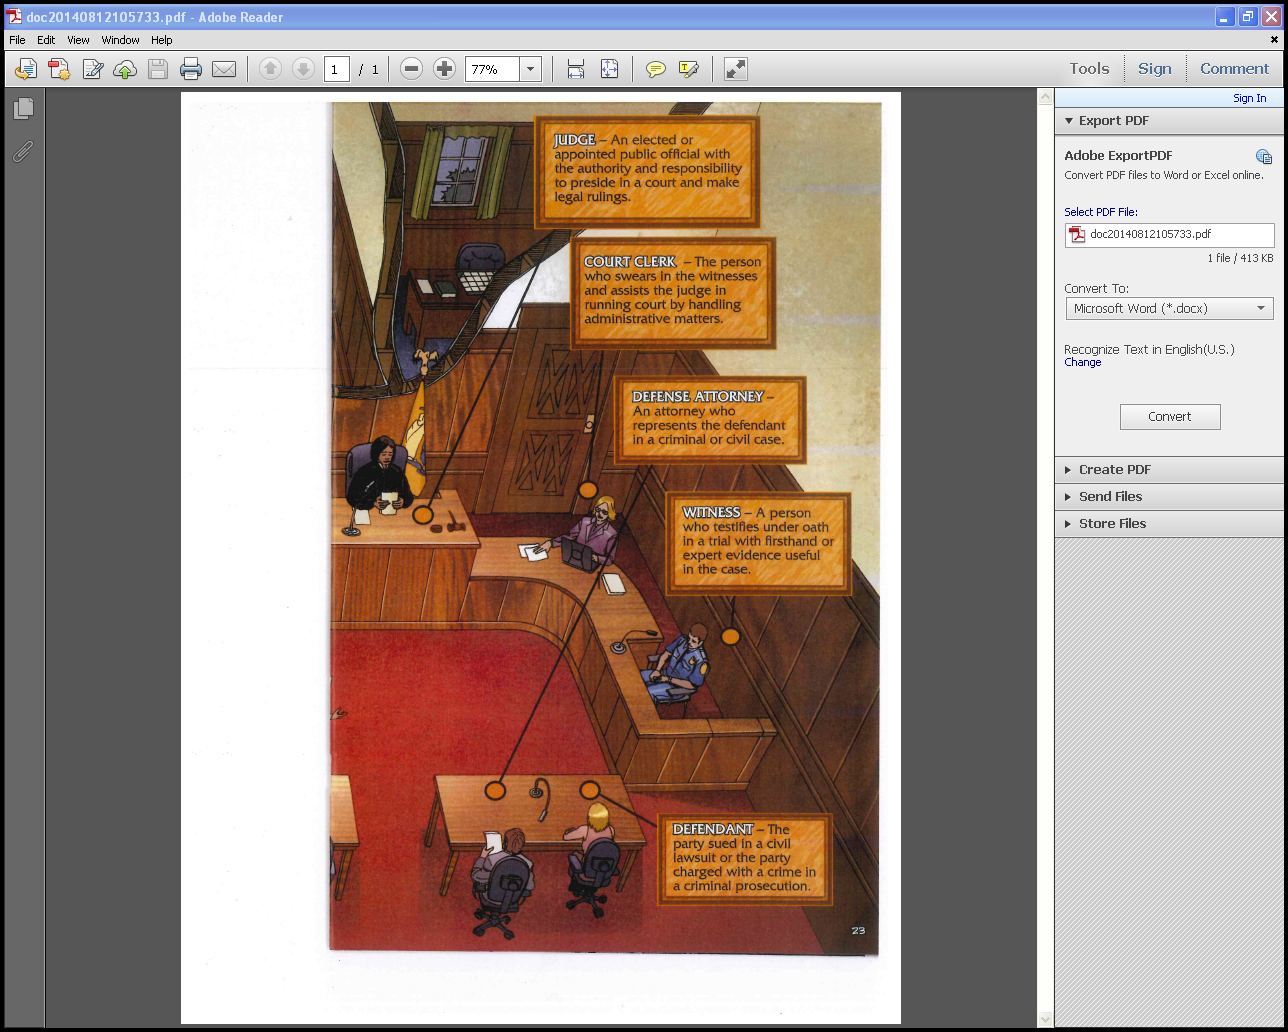 doc20140812105733.pdf - Adobe Reader
File Edit View Window Help
1 / 1 77% Tools Sign Comment
Sign In
Export PDF
Adobe ExportPDF
Convert PDF files to Word or Excel online.
Select PDF File:
doc20140812105733.pdf
1 file / 413 KB
Convert To:
Microsoft Word (*.docx)
Recognize Text in English(U.S.)
Change
Convert
Create PDF
Send Files
Store Files
JUDGE – An elected or
appointed public official with
the authority and responsibility
to preside in a court and make
legal rulings.
COURT CLERK – The person
who swears in the witnesses
and assists the judge in
running court by handling
administrative matters.
DEFENSE ATTORNEY –
An attorney who
represents the defendant
in a criminal or civil case.
WITNESS – A person
who testifies under oath
in a trial with firsthand or
expert evidence useful
in the case.
DEFENDANT – The
party sued in a civil
lawsuit or the party
charged with a crime in
a criminal prosecution.
23